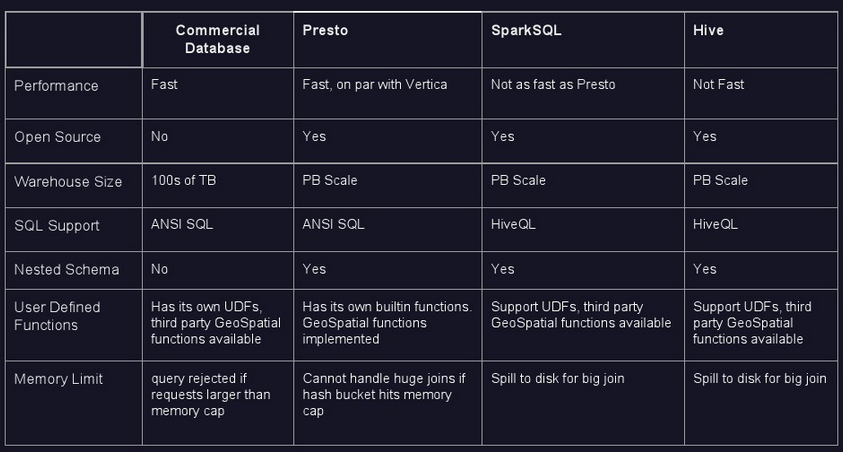 Commercial
Database
Presto
SparkSQL
Hive
Performance
Fast
Fast, on par with Vertica
Not as fast as Presto
Not Fast
Open Source
No
Yes
Yes
Yes
Warehouse Size
100s of TB
PB Scale
PB Scale
PB Scale
SQL Support
ANSI SQL
ANSI SQL
HiveQL
HiveQL
Nested Schema
No
Yes
Yes
Yes
User Defined
Functions
Has its own UDFs,
third party GeoSpatial
functions available
Has its own builtin functions.
GeoSpatial functions
implemented
Support UDFs, third party
GeoSpatial functions available
Support UDFs, third
party GeoSpatial
functions available
Memory Limit
query rejected if
requests larger than
memory cap
Cannot handle huge joins if
hash bucket hits memory
cap
Spill to disk for big join
Spill to disk for big join